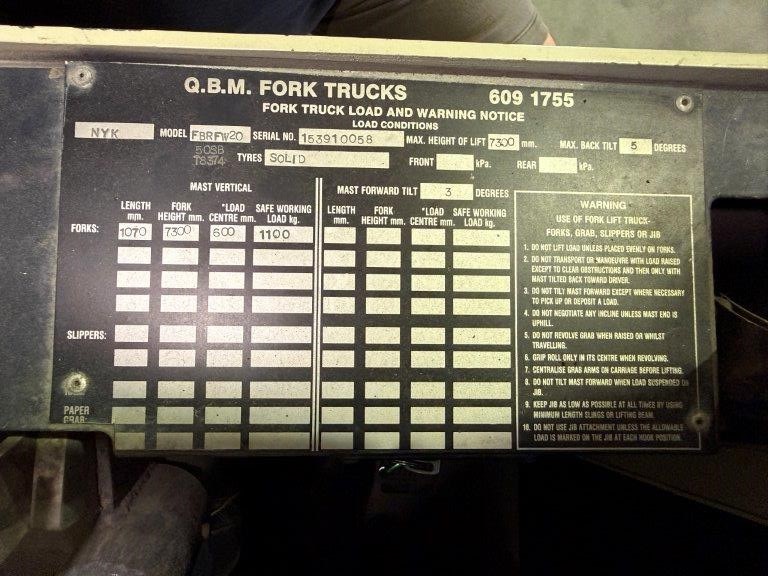 Q.B.M. FORK TRUCKS 609 1755
FORK TRUCK LOAD AND WARNING NOTICE
LOAD CONDITIONS
NYK MODEL FBRFW20 SERIAL NO. 153910058 MAX. HEIGHT OF LIFT 7300 mm. MAX. BACK TILT 5 DEGREES
50SB
T8374 TYRES SOLID FRONT kPa. REAR kPa.
MAST VERTICAL
LENGTH mm. FORK HEIGHT mm. *LOAD CENTRE mm. SAFE WORKING LOAD kg.
FORKS: 1070 7300 600 1100
SLIPPERS:
PAPER
GRAB:
MAST FORWARD TILT 3 DEGREES
LENGTH mm. FORK HEIGHT mm. *LOAD CENTRE mm. SAFE WORKING LOAD kg.
WARNING
USE OF FORK LIFT TRUCK-
FORKS, GRAB, SLIPPERS OR JIB
1. DO NOT LIFT LOAD UNLESS PLACED EVENLY ON FORKS.
2. DO NOT TRANSPORT OR MANOEUVRE WITH LOAD RAISED
EXCEPT TO CLEAR OBSTRUCTIONS AND THEN ONLY WITH
MAST TILTED BACK TOWARD DRIVER.
3. DO NOT TILT MAST FORWARD EXCEPT WHERE NECESSARY
TO PICK UP OR DEPOSIT A LOAD.
4. DO NOT NEGOTIATE ANY INCLINE UNLESS MAST END IS
UPHILL.
5. DO NOT REVOLVE GRAB WHEN RAISED OR WHILST
TRAVELLING.
6. GRIP ROLL ONLY IN ITS CENTRE WHEN REVOLVING.
7. CENTRALISE GRAB ARMS ON CARRIAGE BEFORE LIFTING.
8. DO NOT TILT MAST FORWARD WHEN LOAD SUSPENDED ON
JIB.
9. KEEP JIB AS LOW AS POSSIBLE AT ALL TIMES BY USING
MINIMUM LENGTH SLINGS OR LIFTING BEAM.
10. DO NOT USE JIB ATTACHMENT UNLESS THE ALLOWABLE
LOAD IS MARKED ON THE JIB AT EACH HOOK POSITION.